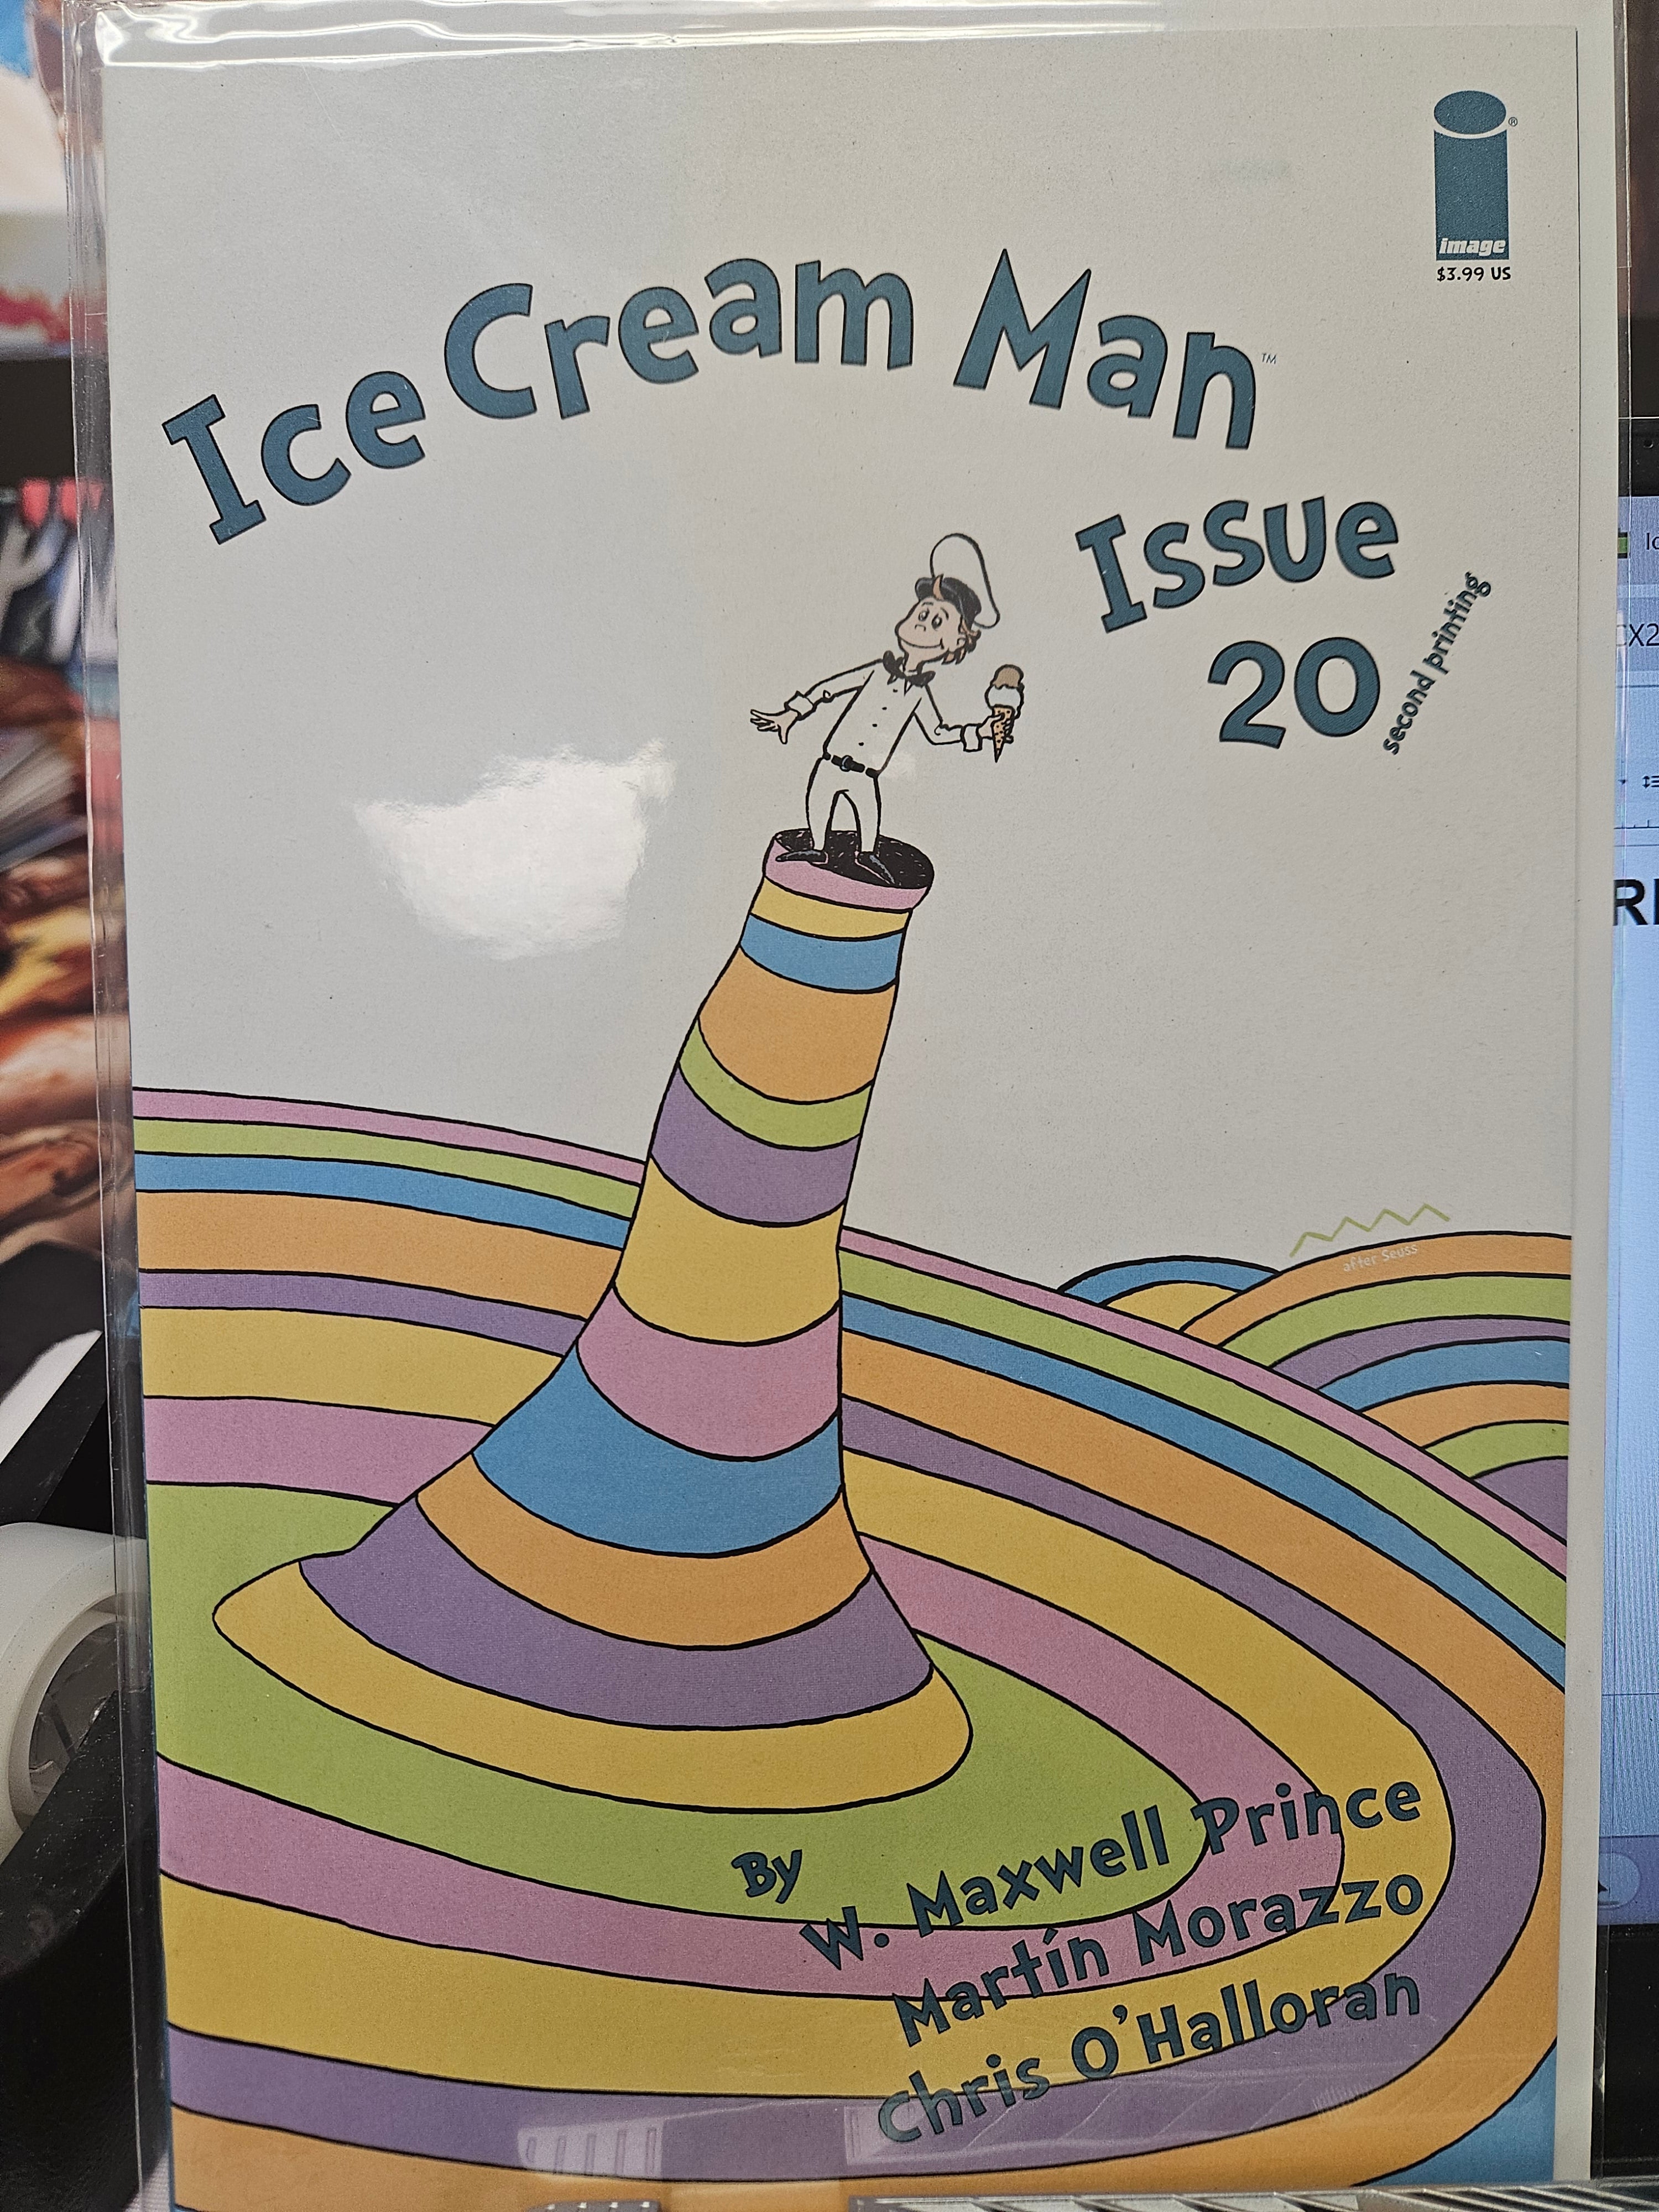 image
$3.99 US
Ice Cream Man™
Issue
20
second printing
after Seuss
By
W. Maxwell Prince
Martín Morazzo
Chris O'Halloran